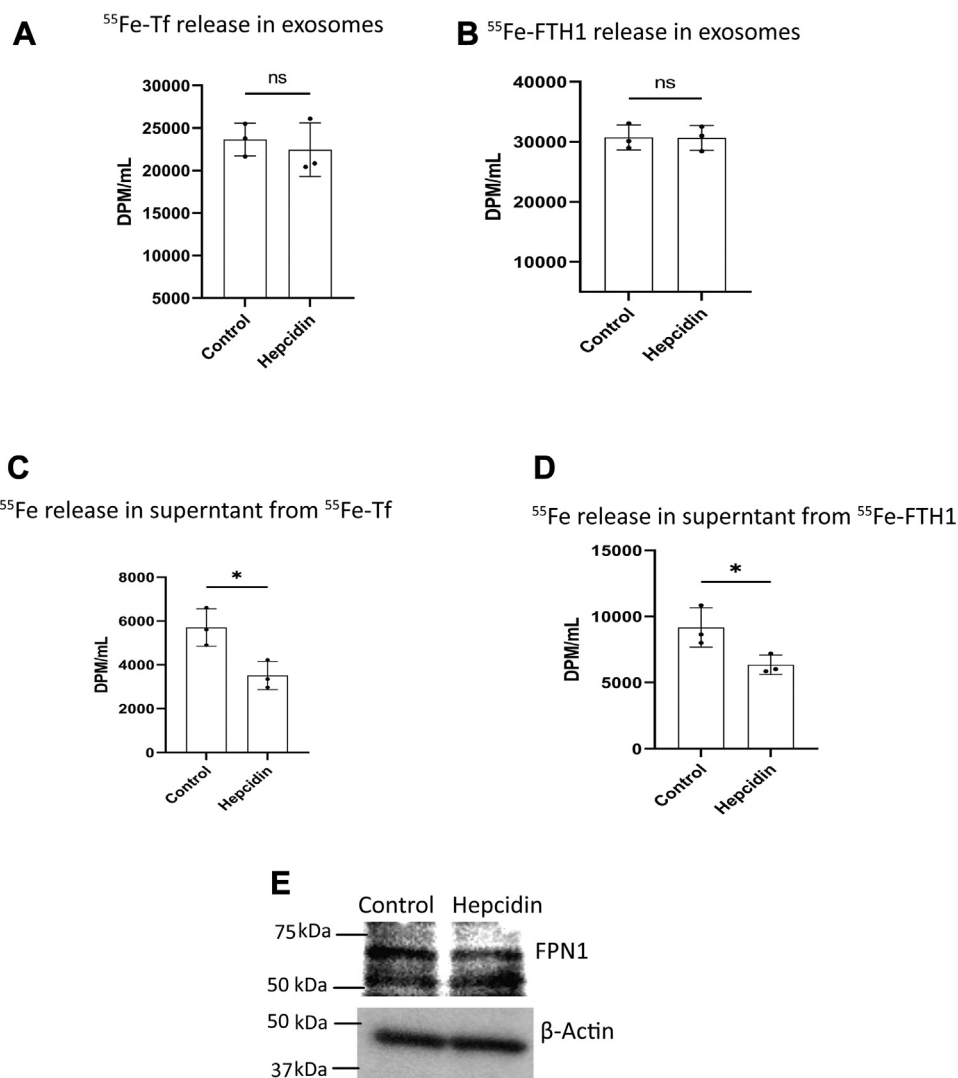 A
⁵⁵Fe-Tf release in exosomes
ns
30000
25000
20000
15000
10000
5000
DPM/mL
Control
Hepcidin
B
⁵⁵Fe-FTH1 release in exosomes
ns
40000
30000
20000
10000
DPM/mL
Control
Hepcidin
C
⁵⁵Fe release in superntant from ⁵⁵Fe-Tf
*
8000
6000
4000
2000
0
DPM/mL
Control
Hepcidin
D
⁵⁵Fe release in superntant from ⁵⁵Fe-FTH1
*
15000
10000
5000
0
DPM/mL
Control
Hepcidin
E
Control Hepcidin
75 kDa
FPN1
50 kDa
50 kDa
β-Actin
37 kDa